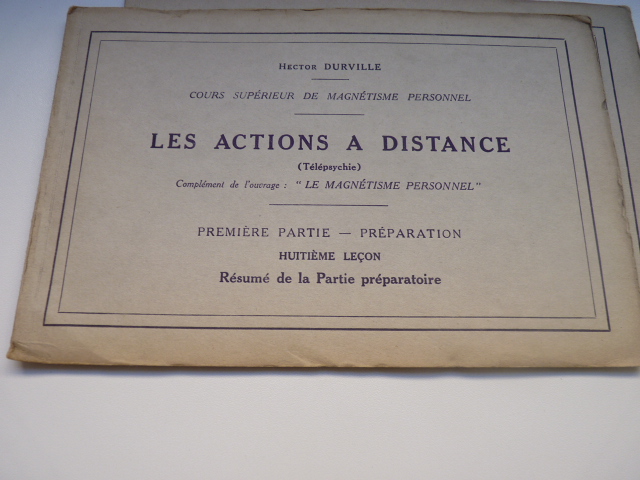 Hector DURVILLE
COURS SUPÉRIEUR DE MAGNÉTISME PERSONNEL
LES ACTIONS A DISTANCE
(Télépsychie)
Complément de l'ouvrage : " LE MAGNÉTISME PERSONNEL"
PREMIÈRE PARTIE — PRÉPARATION
HUITIÈME LEÇON
Résumé de la Partie préparatoire